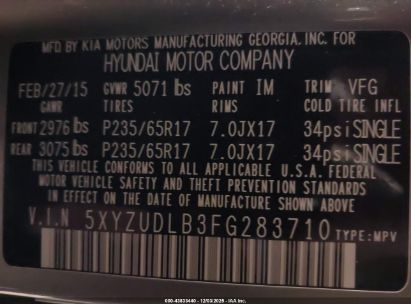 MFD BY KIA MOTORS MANUFACTURING GEORGIA, INC. FOR
HYUNDAI MOTOR COMPANY
FEB/27/15 GVWR 5071 lbs PAINT IM TRIM VFG
GAWR TIRES RIMS COLD TIRE INFL
FRONT 2976 lbs P235/65R17 7.0JX17 34psi SINGLE
REAR 3075 lbs P235/65R17 7.0JX17 34psi SINGLE
THIS VEHICLE CONFORMS TO ALL APPLICABLE U.S.A. FEDERAL
MOTOR VEHICLE SAFETY AND THEFT PREVENTION STANDARDS
IN EFFECT ON THE DATE OF MANUFACTURE SHOWN ABOVE.
V.I.N 5XYZUDLB3FG283710 TYPE:MPV